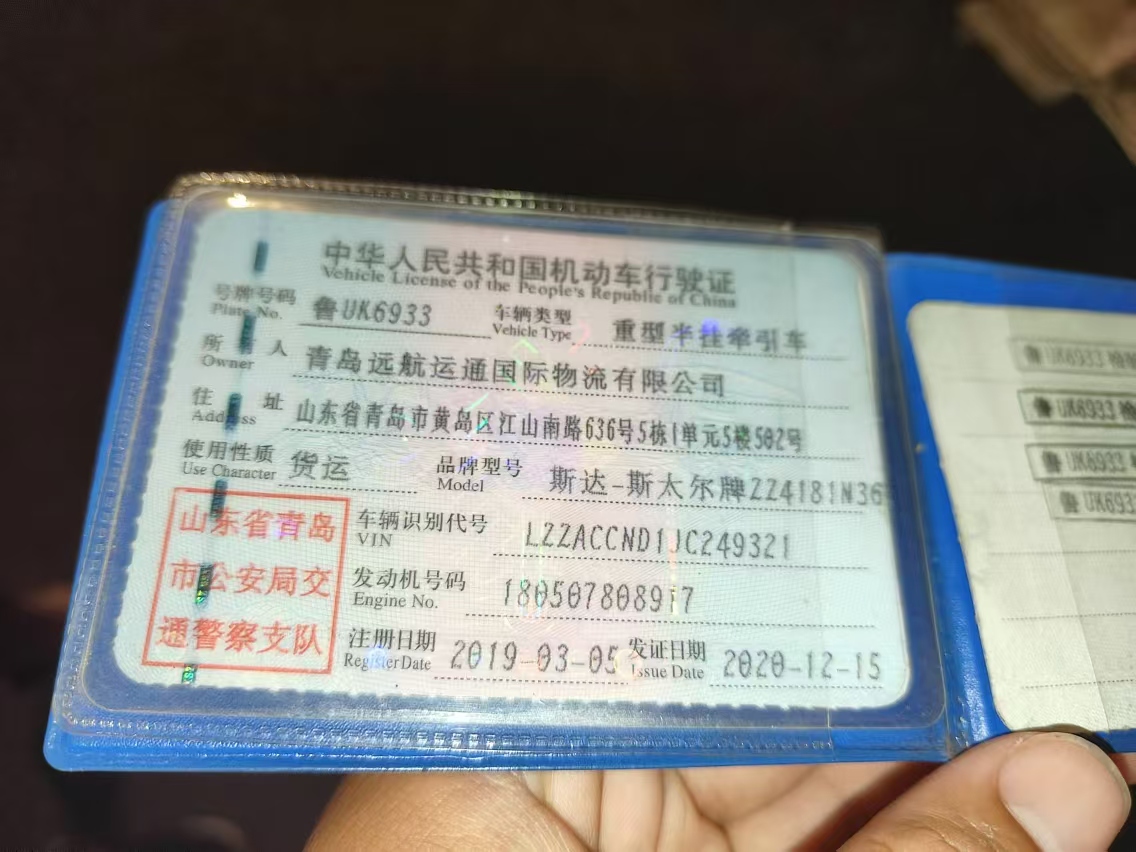 中华人民共和国机动车行驶证
Vehicle License of the People's Republic of China
号牌号码 鲁UK6933 车辆类型 重型半挂牵引车
Plate No. Vehicle Type
所有人 青岛远航运通国际物流有限公司
Owner
住址 山东省青岛市黄岛区江山南路636号5栋1单元5楼502号
Address
使用性质 货运 品牌型号 斯达-斯太尔牌ZZ4181N36
Use Character Model
山东省青岛
市公安局交
通警察支队
车辆识别代号 LZZACCND1JC249321
VIN
发动机号码 180507808917
Engine No.
注册日期 2019-03-05 发证日期 2020-12-15
Register Date Issue Date
鲁UK6933
鲁UK6933
鲁UK6933
鲁UK693